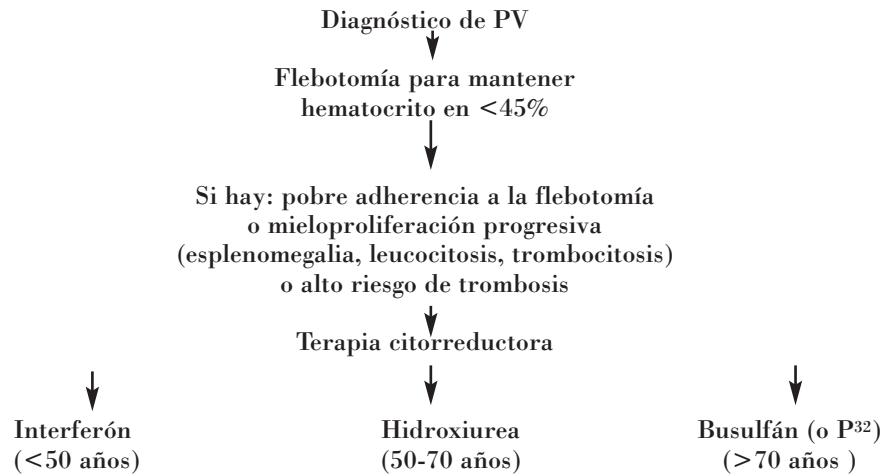 Diagnóstico de PV
Flebotomía para mantener
hematocrito en <45%
Si hay: pobre adherencia a la flebotomía
o mieloproliferación progresiva
(esplenomegalia, leucocitosis, trombocitosis)
o alto riesgo de trombosis
Terapia citorreductora
Interferón
(<50 años)
Hidroxiurea
(50-70 años)
Busulfán (o P³²)
(>70 años )